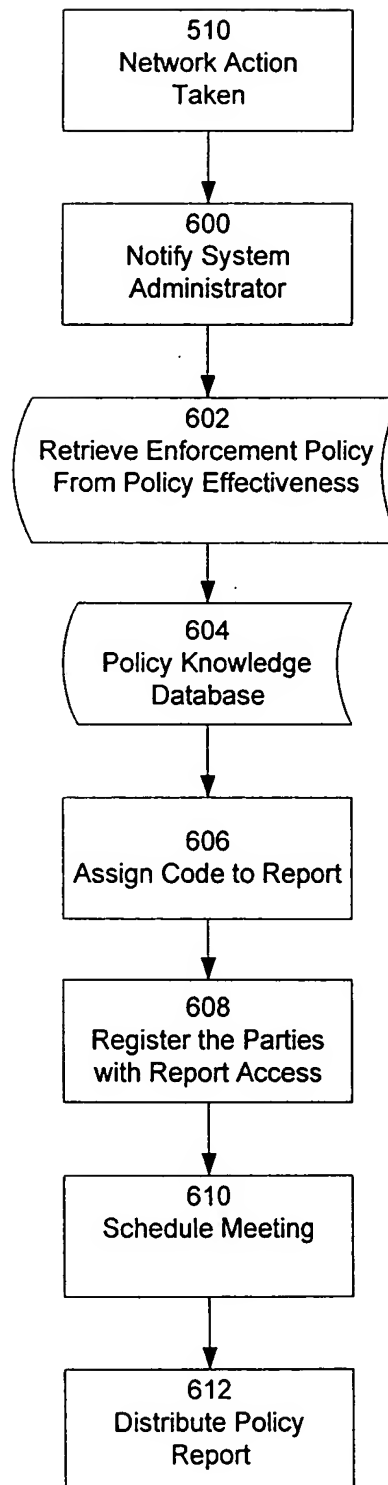 510
Network Action
Taken
600
Notify System
Administrator
602
Retrieve Enforcement Policy
From Policy Effectiveness
604
Policy Knowledge
Database
606
Assign Code to Report
608
Register the Parties
with Report Access
610
Schedule Meeting
612
Distribute Policy
Report